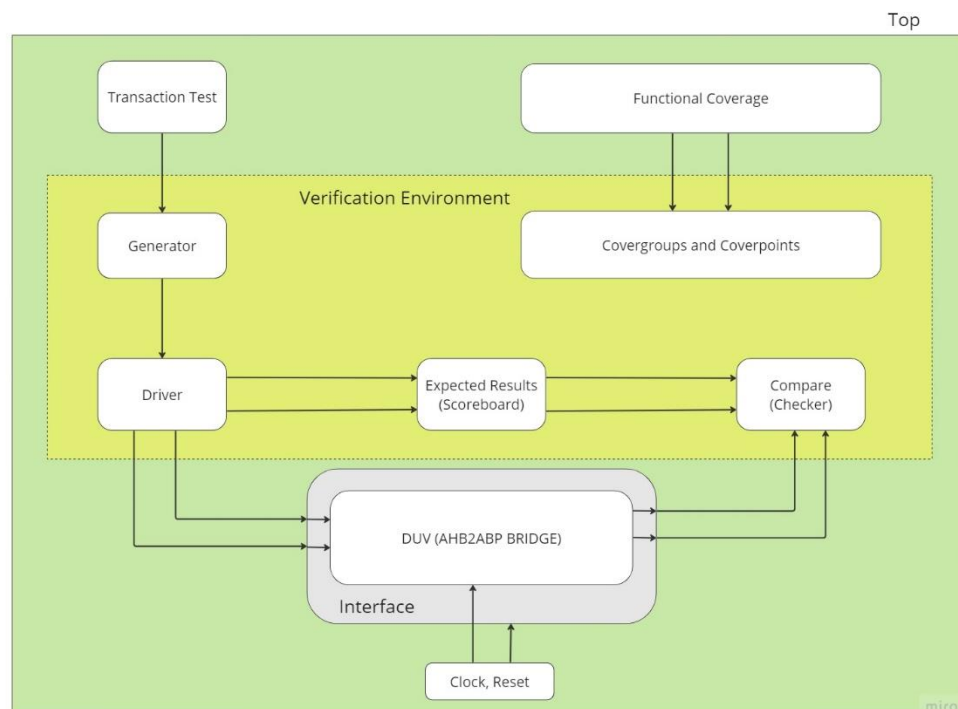 Top
Transaction Test
Functional Coverage
Verification Environment
Generator
Covergroups and Coverpoints
Driver
Expected Results
(Scoreboard)
Compare
(Checker)
DUV (AHB2ABP BRIDGE)
Interface
Clock, Reset
miro